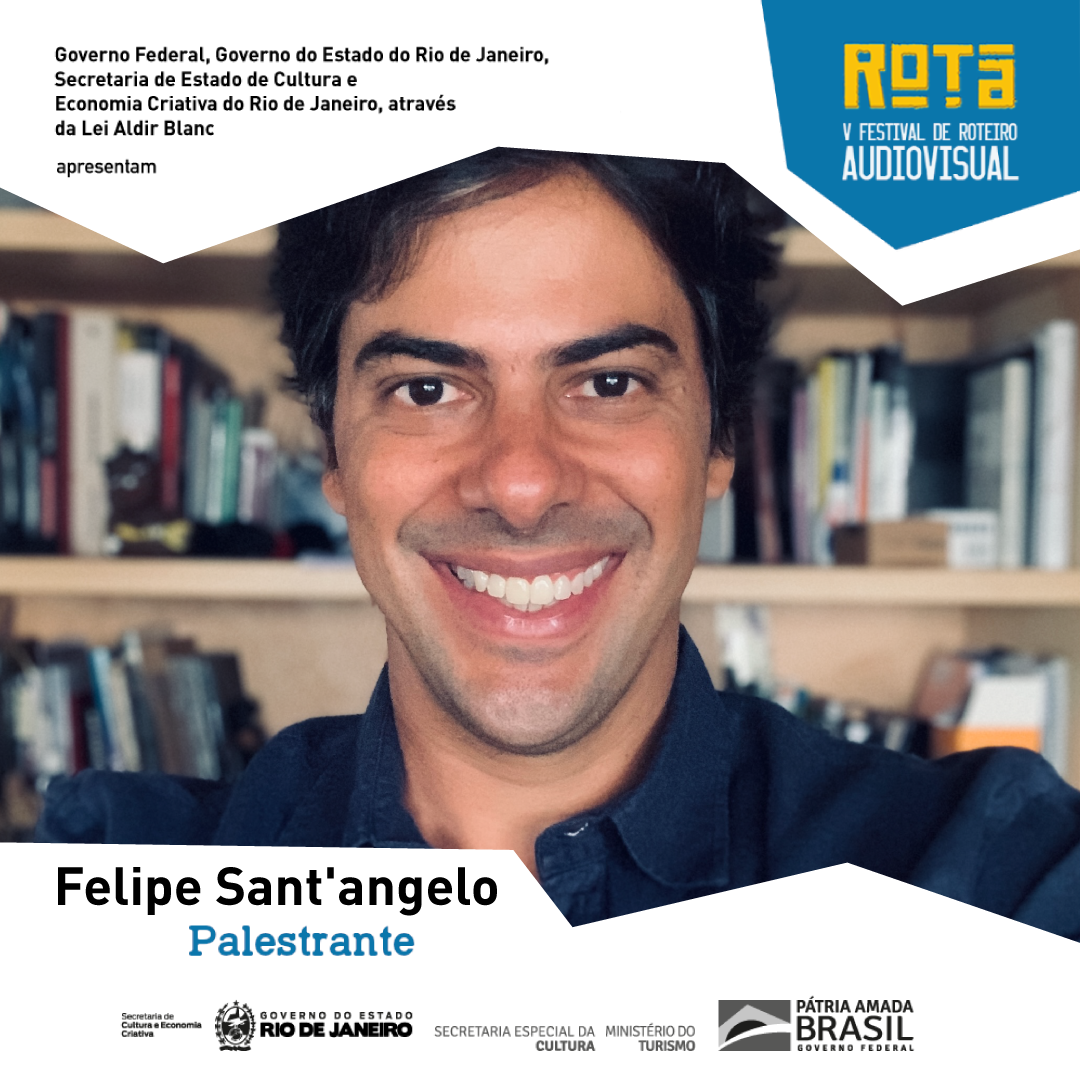 Governo Federal, Governo do Estado do Rio de Janeiro,
Secretaria de Estado de Cultura e
Economia Criativa do Rio de Janeiro, através
da Lei Aldir Blanc
apresentam
ROTA
V FESTIVAL DE ROTEIRO
AUDIOVISUAL
Felipe Sant'angelo
Palestrante
Secretaria de
Cultura e Economia
Criativa
GOVERNO DO ESTADO
RIO DE JANEIRO
SECRETARIA ESPECIAL DA
CULTURA
MINISTÉRIO DO
TURISMO
PÁTRIA AMADA
BRASIL
GOVERNO FEDERAL